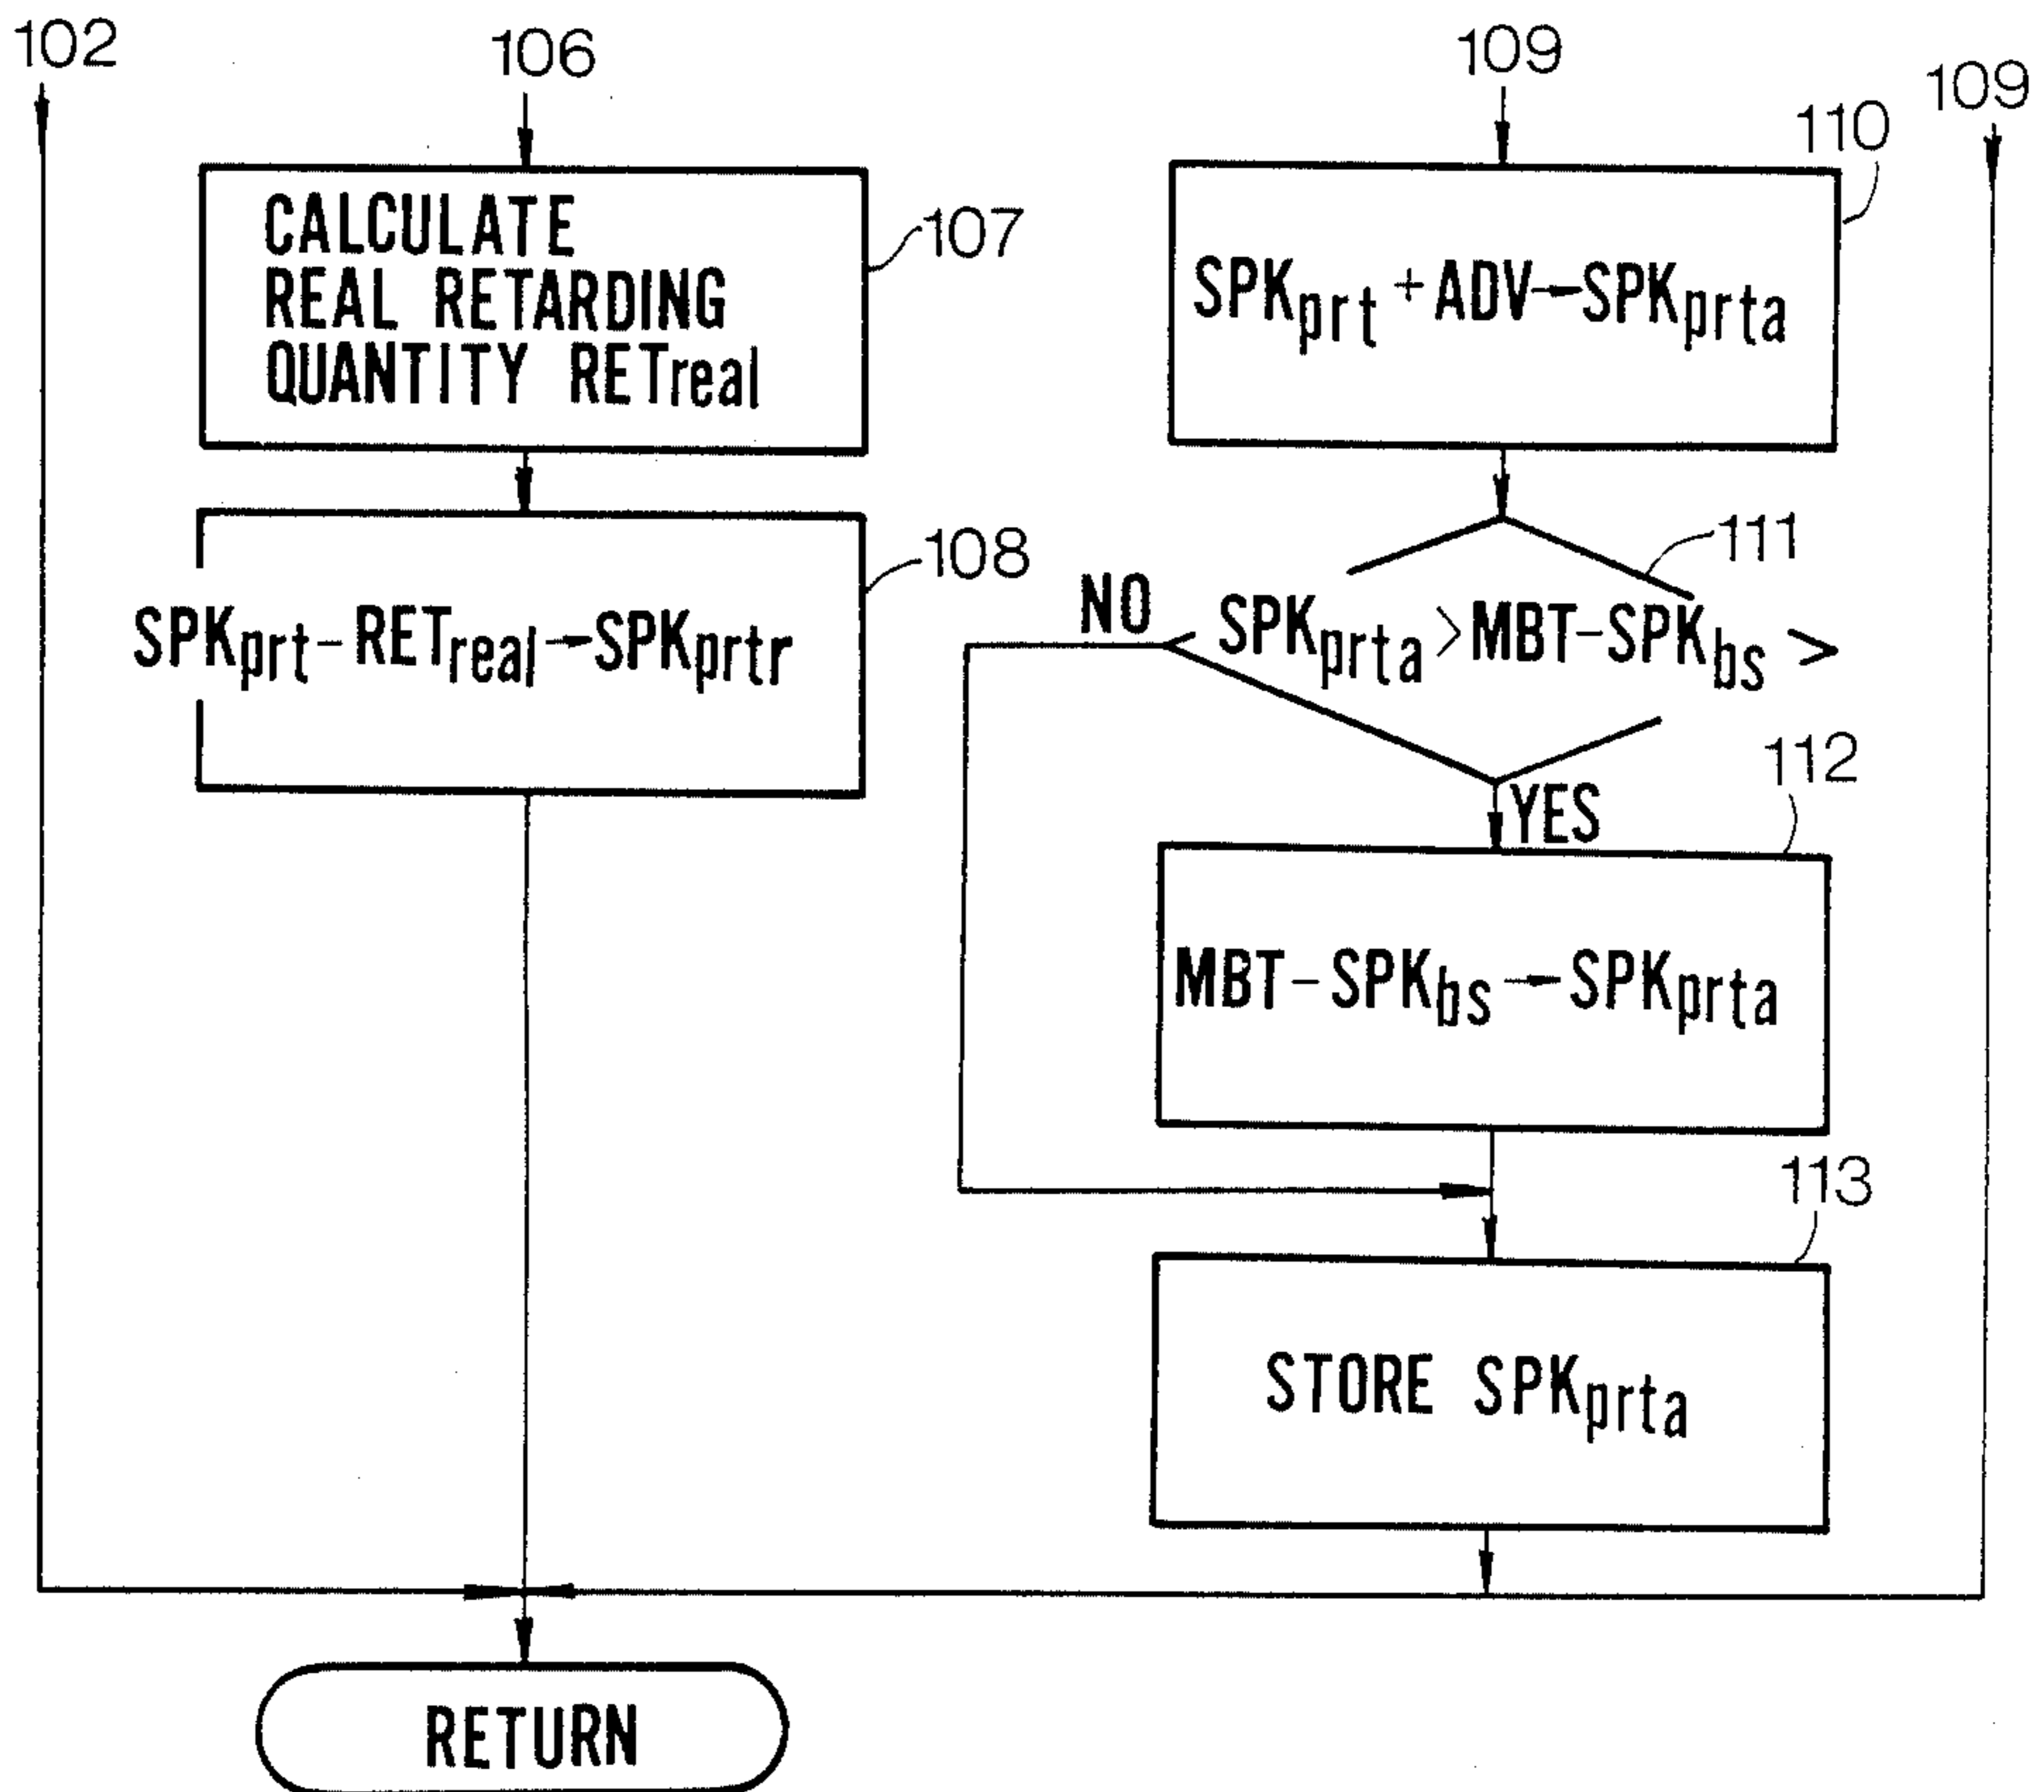 102
106
109
109
CALCULATE
REAL RETARDING
QUANTITY RETreal
107
SPKprt-RETreal→SPKprtr
108
110
SPKprt+ADV→SPKprta
111
NO
SPKprta>MBT-SPKbs
YES
112
MBT-SPKbs→SPKprta
113
STORE SPKprta
RETURN